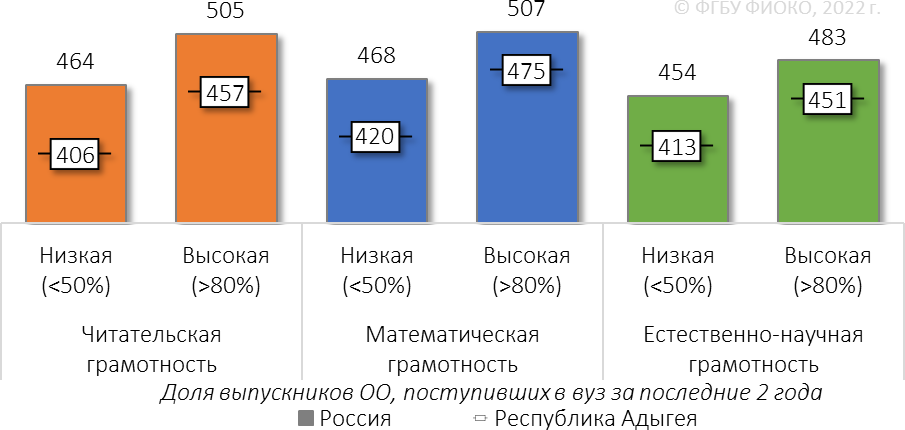 © ФГБУ ФИОКО, 2022 г.
464
505
468
507
454
483
406
457
420
475
413
451
Низкая
(<50%)
Высокая
(>80%)
Низкая
(<50%)
Высокая
(>80%)
Низкая
(<50%)
Высокая
(>80%)
Читательская
грамотность
Математическая
грамотность
Естественно-научная
грамотность
Доля выпускников ОО, поступивших в вуз за последние 2 года
Россия
Республика Адыгея